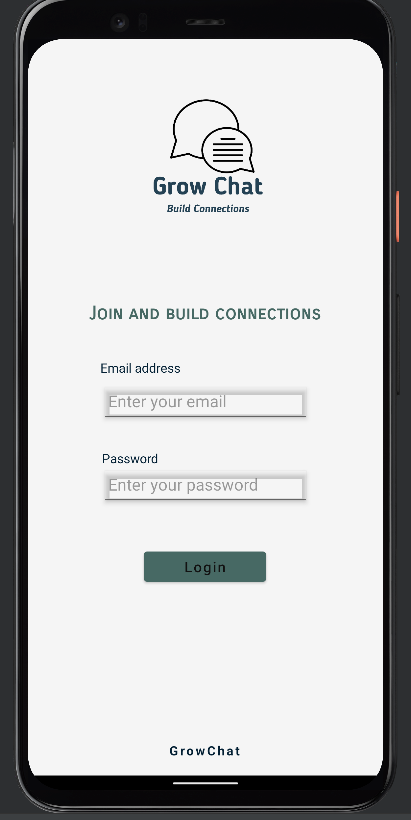 Grow Chat
Build Connections
Join and build connections
Email address
Enter your email
Password
Enter your password
Login
GrowChat